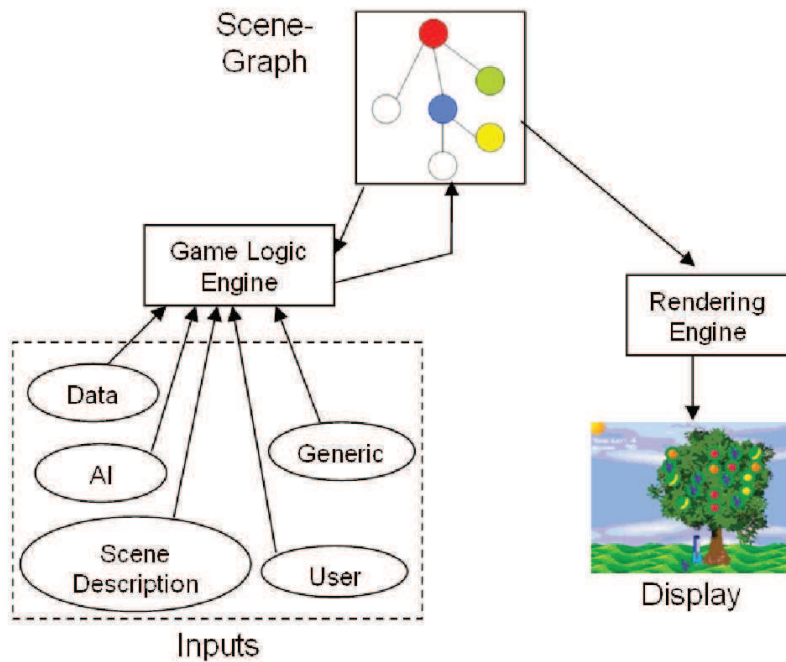 Scene-
Graph
Game Logic
Engine
Rendering
Engine
Data
Generic
AI
Scene
Description
User
Display
Inputs